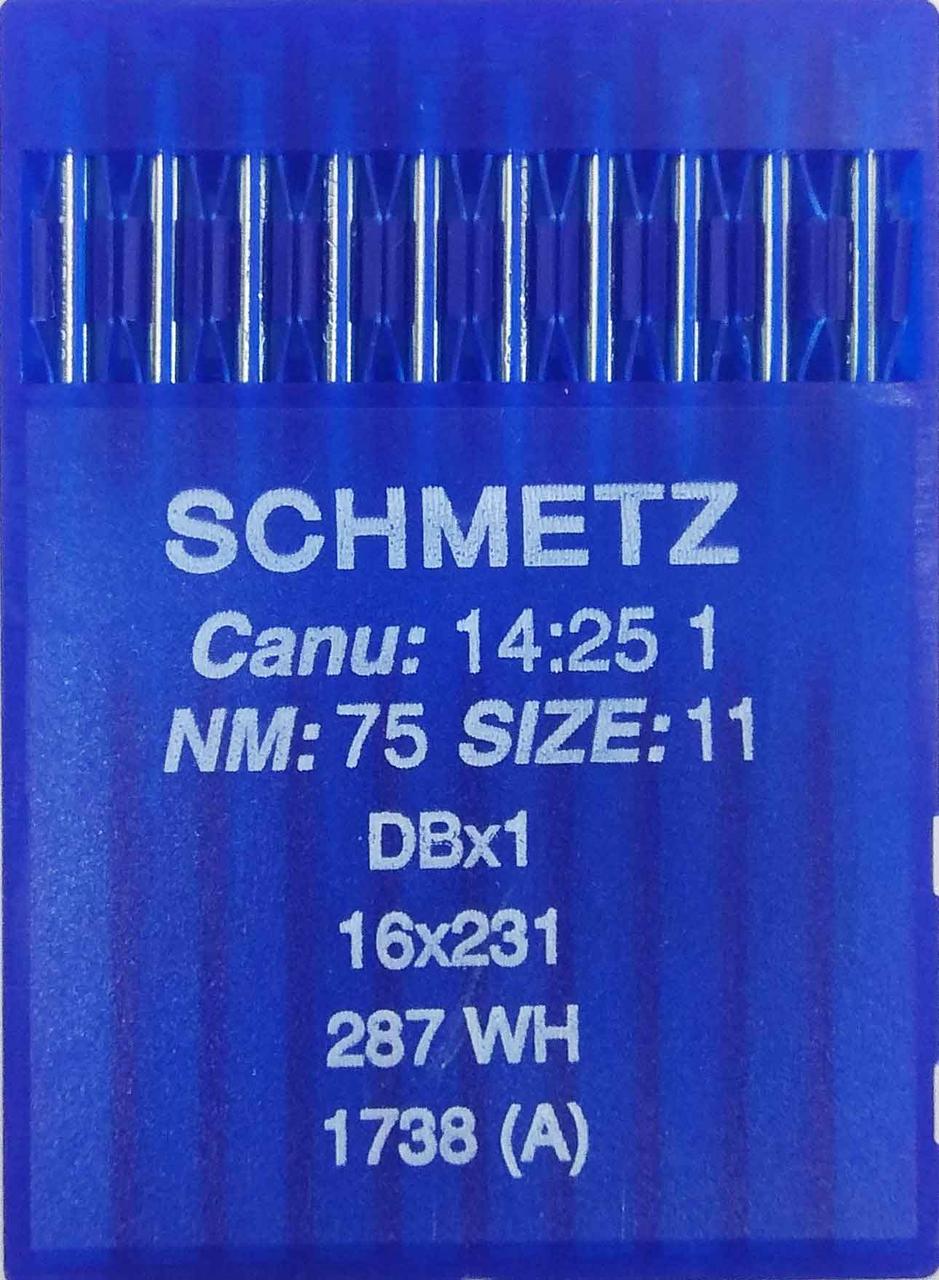 SCHMETZ
Canu: 14:25 1
NM: 75 SIZE: 11
DBx1
16x231
287 WH
1738 (A)